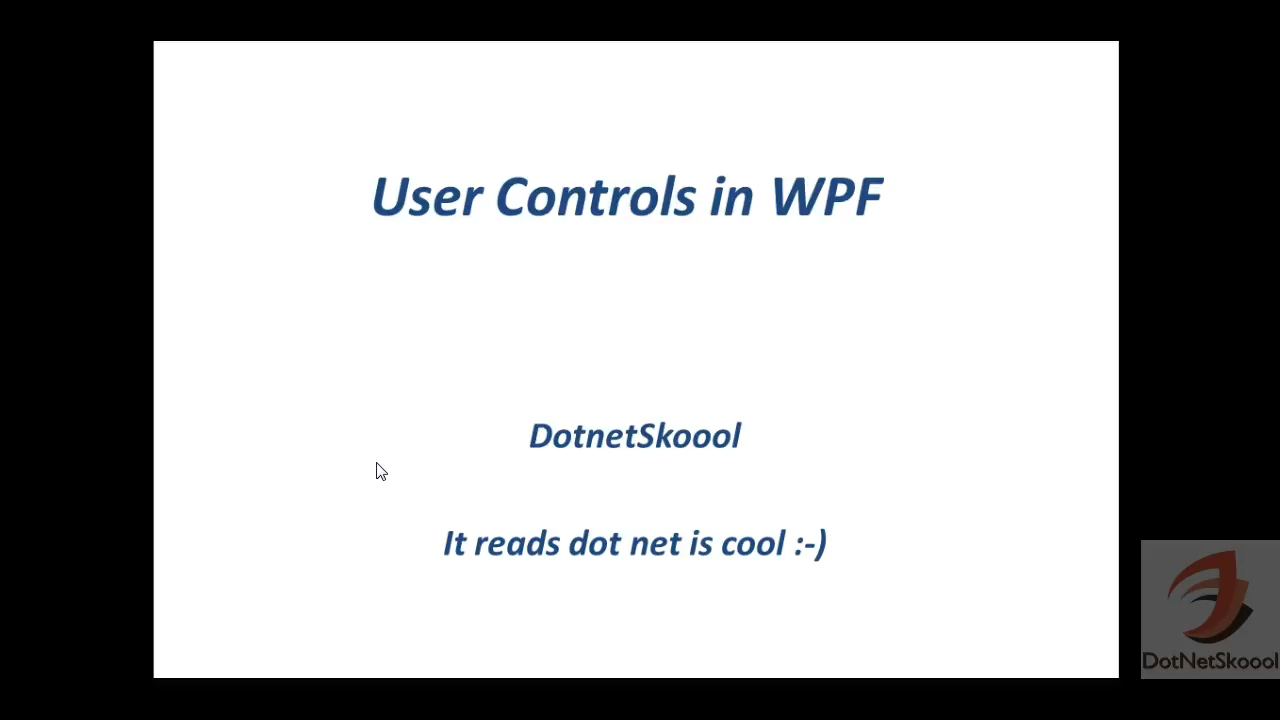 User Controls in WPF
DotnetSkoool
It reads dot net is cool :-)
DotNetSkoool